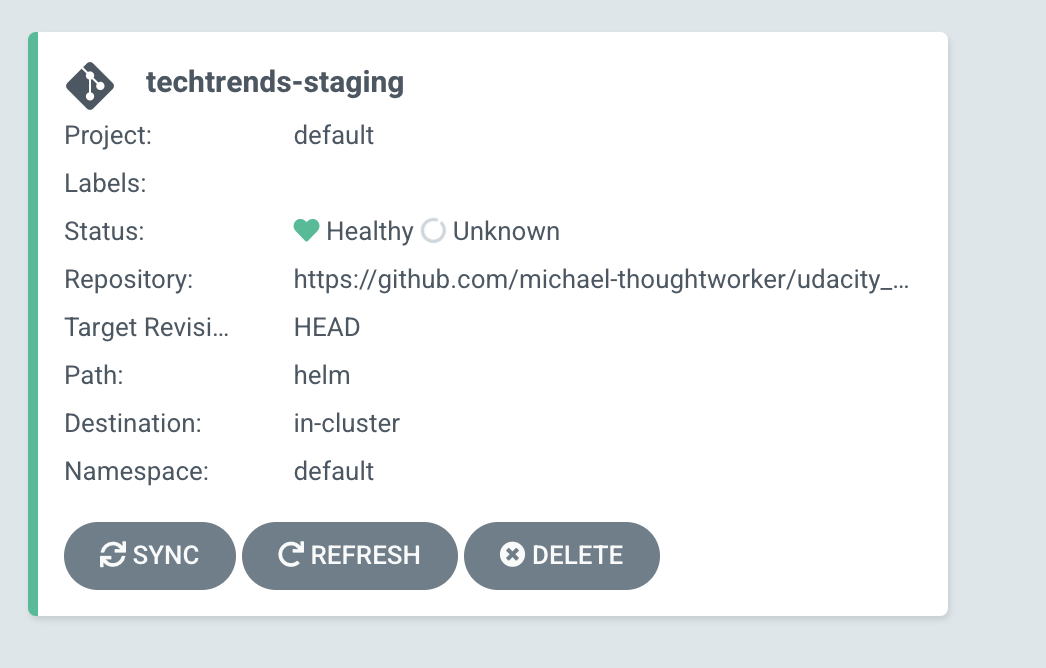 techtrends-staging
Project: default
Labels:
Status: Healthy Unknown
Repository: https://github.com/michael-thoughtworker/udacity_...
Target Revisi... HEAD
Path: helm
Destination: in-cluster
Namespace: default
SYNC REFRESH DELETE